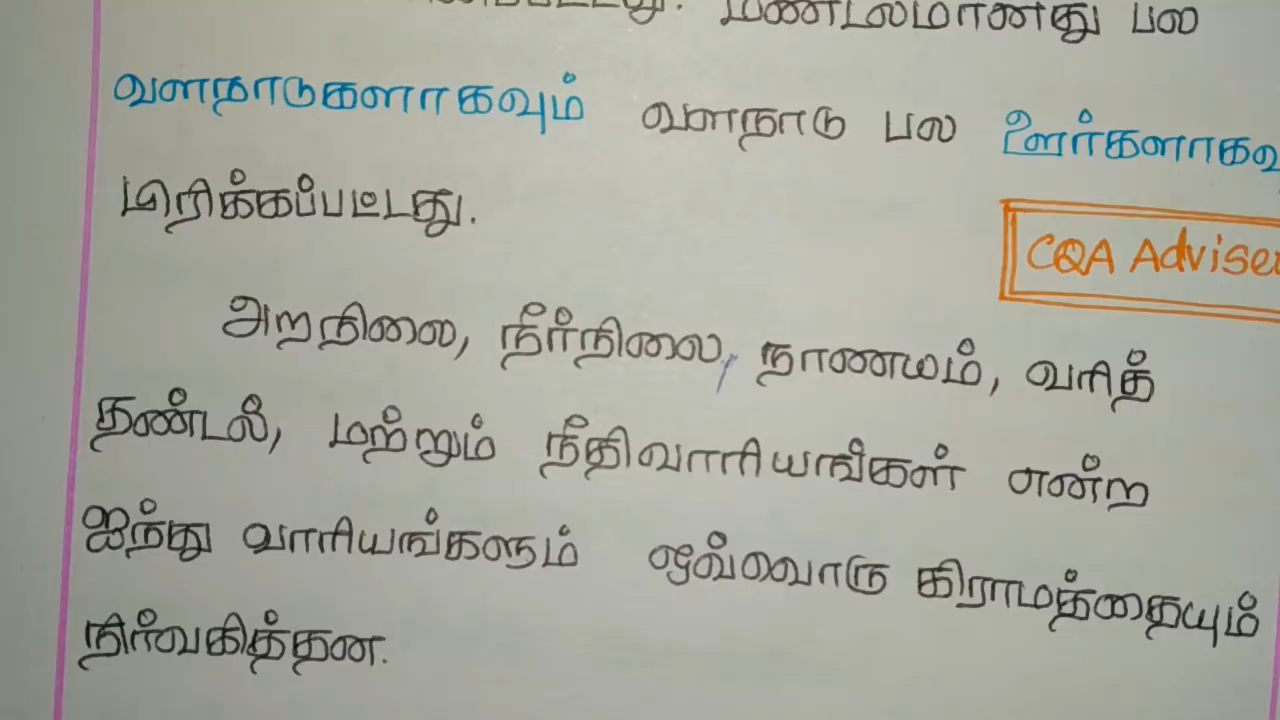 மண்டலமானது பல
வளநாடுகளாகவும் வளநாடு பல ஊர்களாகவு
பிரிக்கப்பட்டது.
CQA Adviser
அறநிலை, நீர்நிலை, நாணமம், வரித்
தண்டல், மற்றும் நீதிவாரியங்கள் என்ற
ஐந்து வாரியங்களும் ஒவ்வொரு கிராமத்தையும்
நிர்வகித்தன.